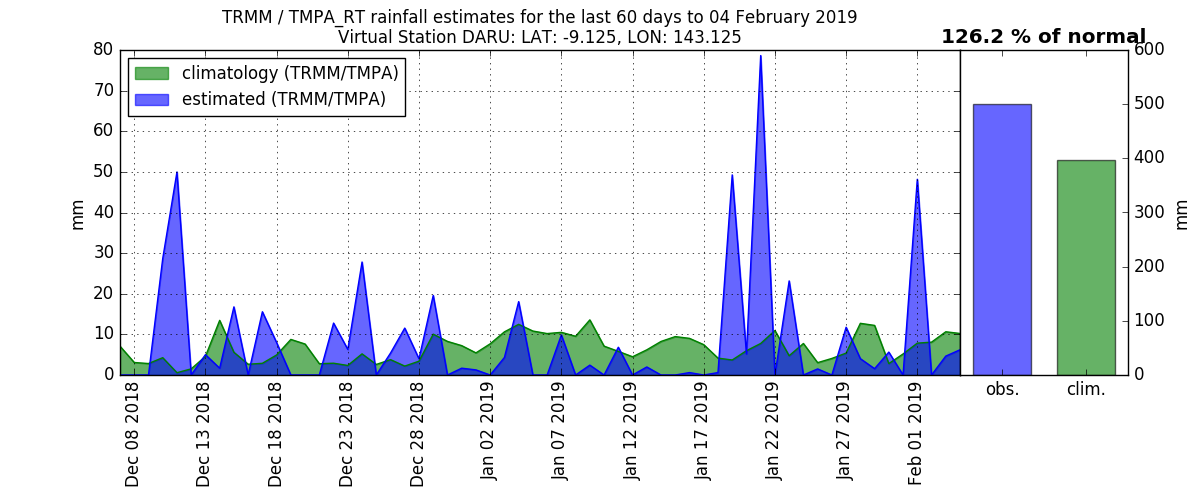 TRMM / TMPA_RT rainfall estimates for the last 60 days to 04 February 2019
Virtual Station DARU: LAT: -9.125, LON: 143.125
126.2 % of normal
climatology (TRMM/TMPA)
estimated (TRMM/TMPA)
80
70
60
50
40
30
20
10
0
mm
Dec 08 2018
Dec 13 2018
Dec 18 2018
Dec 23 2018
Dec 28 2018
Jan 02 2019
Jan 07 2019
Jan 12 2019
Jan 17 2019
Jan 22 2019
Jan 27 2019
Feb 01 2019
obs.
clim.
600
500
400
300
200
100
0
mm